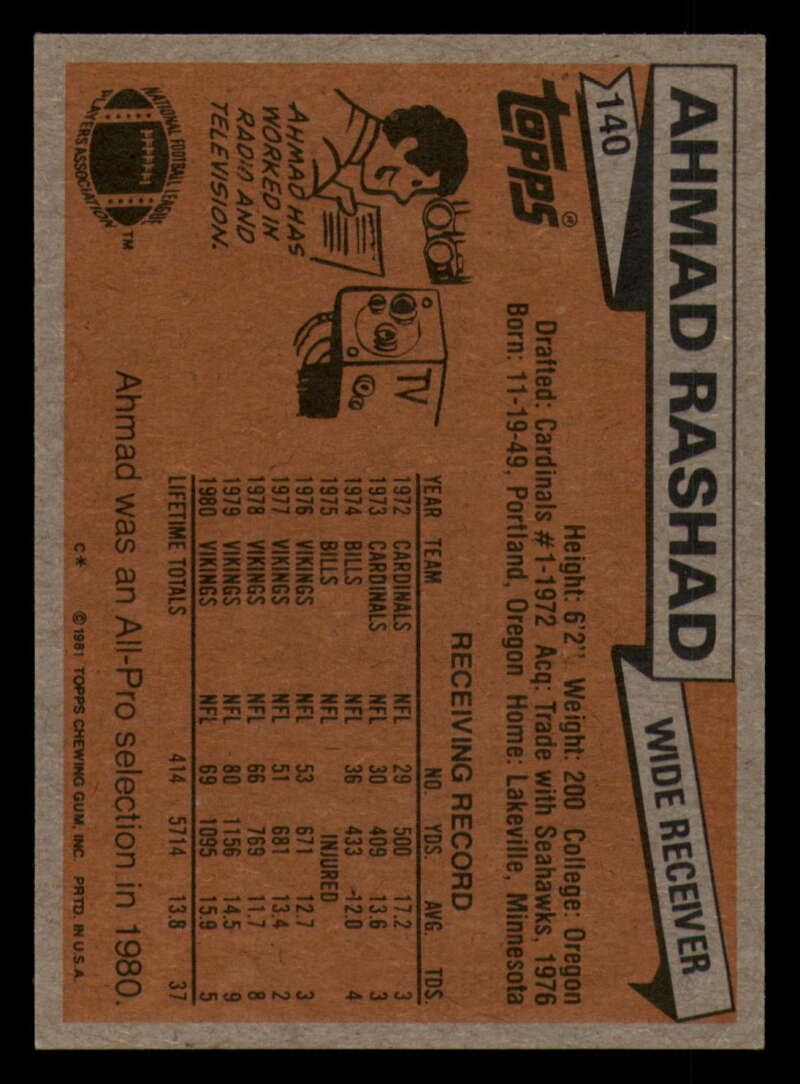 AHMAD RASHAD
WIDE RECEIVER
140
TOPPS®
Height: 6'2" Weight: 200 College: Oregon
Drafted: Cardinals #1-1972 Acq: Trade with Seahawks, 1976
Born: 11-19-49, Portland, Oregon Home: Lakeville, Minnesota
TV
AHMAD HAS
WORKED IN
RADIO AND
TELEVISION.
RECEIVING RECORD
YEAR TEAM NO. YDS. AVG. TDS.
1972 CARDINALS NFL 29 500 17.2 3
1973 CARDINALS NFL 30 409 13.6 3
1974 BILLS NFL 36 433 -12.0 4
1975 BILLS NFL INJURED
1976 VIKINGS NFL 53 671 12.7 3
1977 VIKINGS NFL 51 681 13.4 2
1978 VIKINGS NFL 66 769 11.7 8
1979 VIKINGS NFL 80 1156 14.5 9
1980 VIKINGS NFL 69 1095 15.9 5
LIFETIME TOTALS 414 5714 13.8 37
NATIONAL FOOTBALL LEAGUE
PLAYERS ASSOCIATION
™
Ahmad was an All-Pro selection in 1980.
C* ©1981 TOPPS CHEWING GUM, INC. PRTD. IN U.S.A.